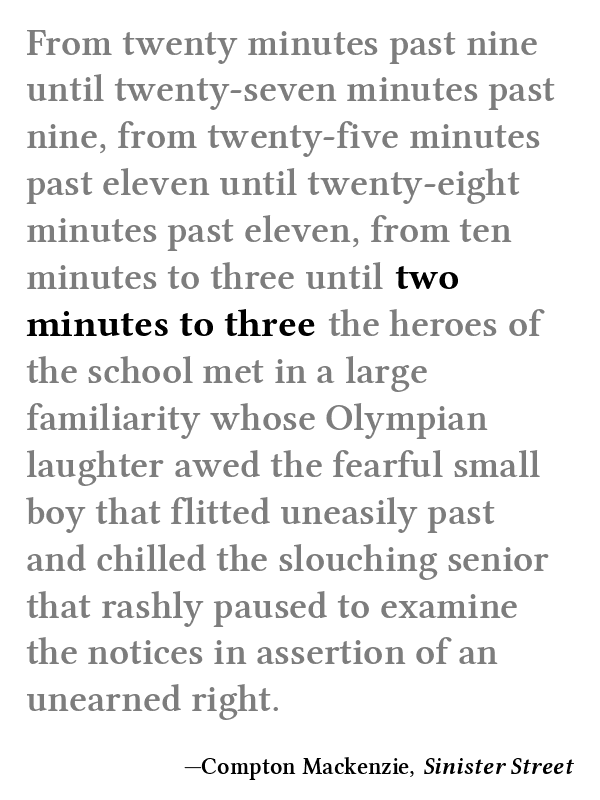 From twenty minutes past nine
until twenty-seven minutes past
nine, from twenty-five minutes
past eleven until twenty-eight
minutes past eleven, from ten
minutes to three until two
minutes to three the heroes of
the school met in a large
familiarity whose Olympian
laughter awed the fearful small
boy that flitted uneasily past
and chilled the slouching senior
that rashly paused to examine
the notices in assertion of an
unearned right.
—Compton Mackenzie, Sinister Street